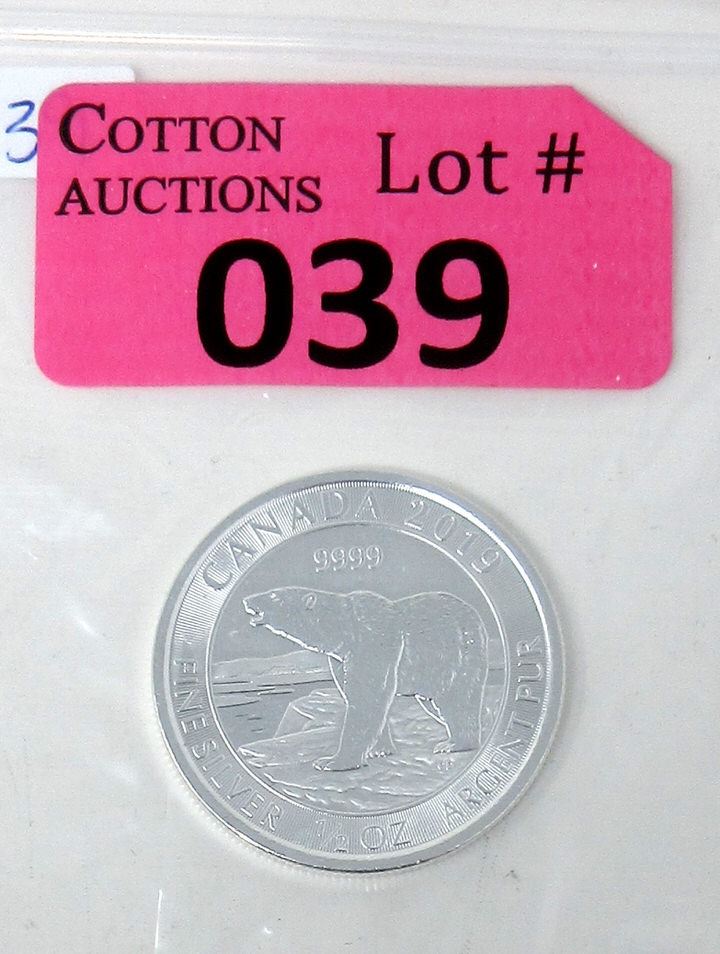 3
COTTON
AUCTIONS
Lot #
039
CANADA 2019
9999
FINE SILVER 1/2 OZ ARGENT PUR